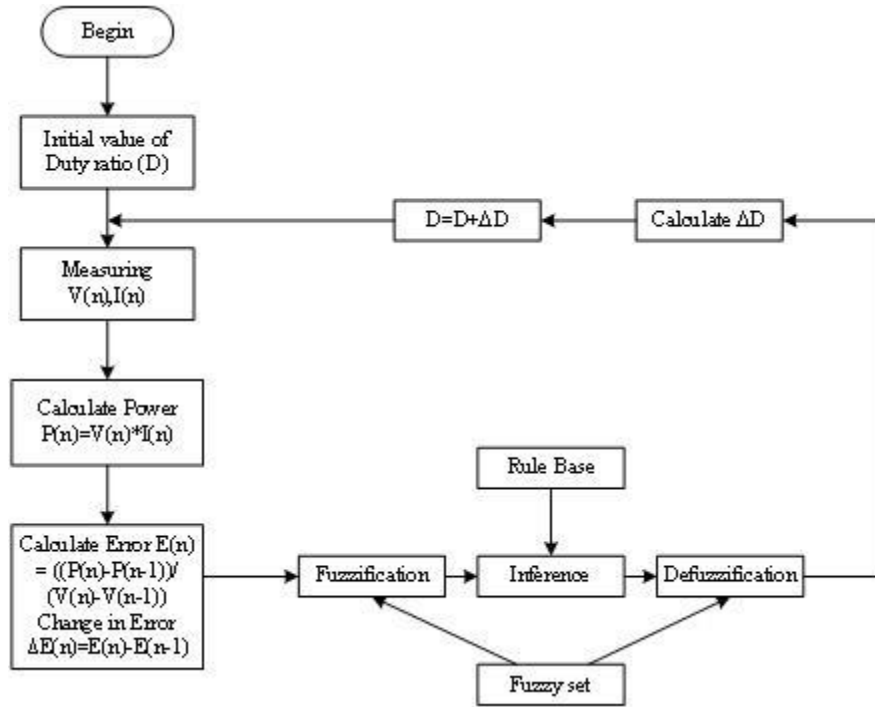 Begin
Initial value of
Duty ratio (D)
D=D+ΔD
Calculate ΔD
Measuring
V(n),I(n)
Calculate Power
P(n)=V(n)*I(n)
Rule Base
Calculate Error E(n)
= ((P(n)-P(n-1))/
(V(n)-V(n-1))
Change in Error
ΔE(n)=E(n)-E(n-1)
Fuzzification
Inference
Defuzzification
Fuzzy set